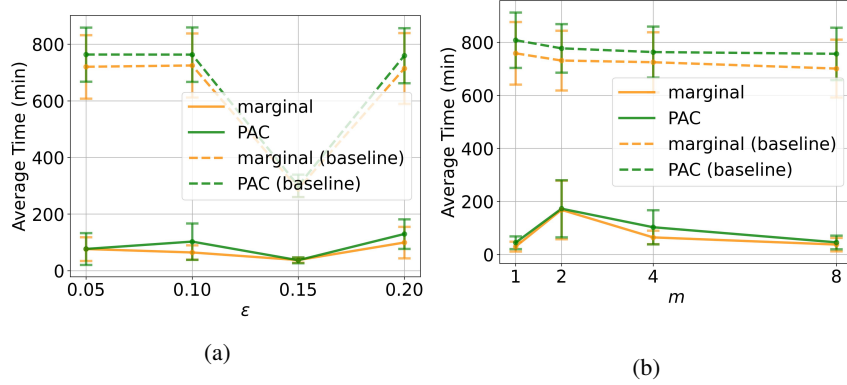 Average Time (min)
800
600
400
200
0
0.05 0.10 0.15 0.20
ε
marginal
PAC
marginal (baseline)
PAC (baseline)
(a)
Average Time (min)
800
600
400
200
0
1 2 4 8
m
marginal
PAC
marginal (baseline)
PAC (baseline)
(b)